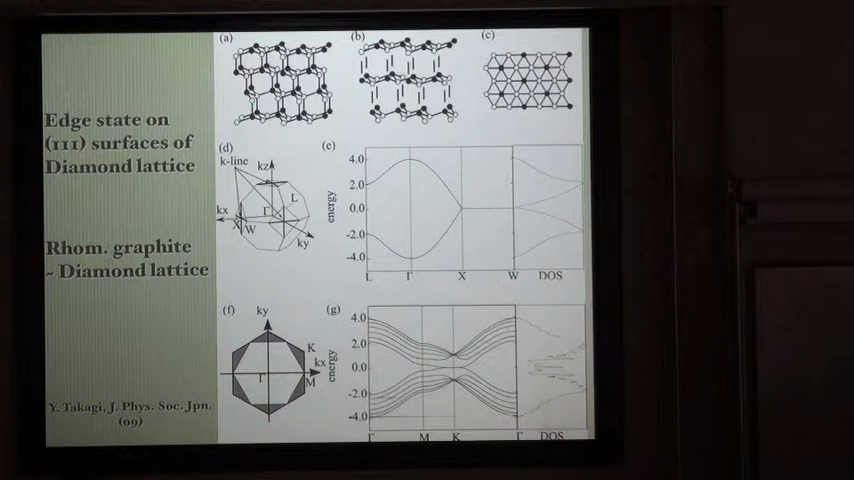 Edge state on
(111) surfaces of
Diamond lattice
Rhom. graphite
~ Diamond lattice
Y. Takagi, J. Phys. Soc. Jpn.
(09)
(a)
(b)
(c)
(d)
k-line
kz
L
Γ
kx
X
W
ky
(e)
energy
4.0
2.0
0.0
-2.0
-4.0
L
Γ
X
W
DOS
(f)
ky
K
kx
Γ
M
(g)
energy
4.0
2.0
0.0
-2.0
-4.0
Γ
M
K
Γ
DOS